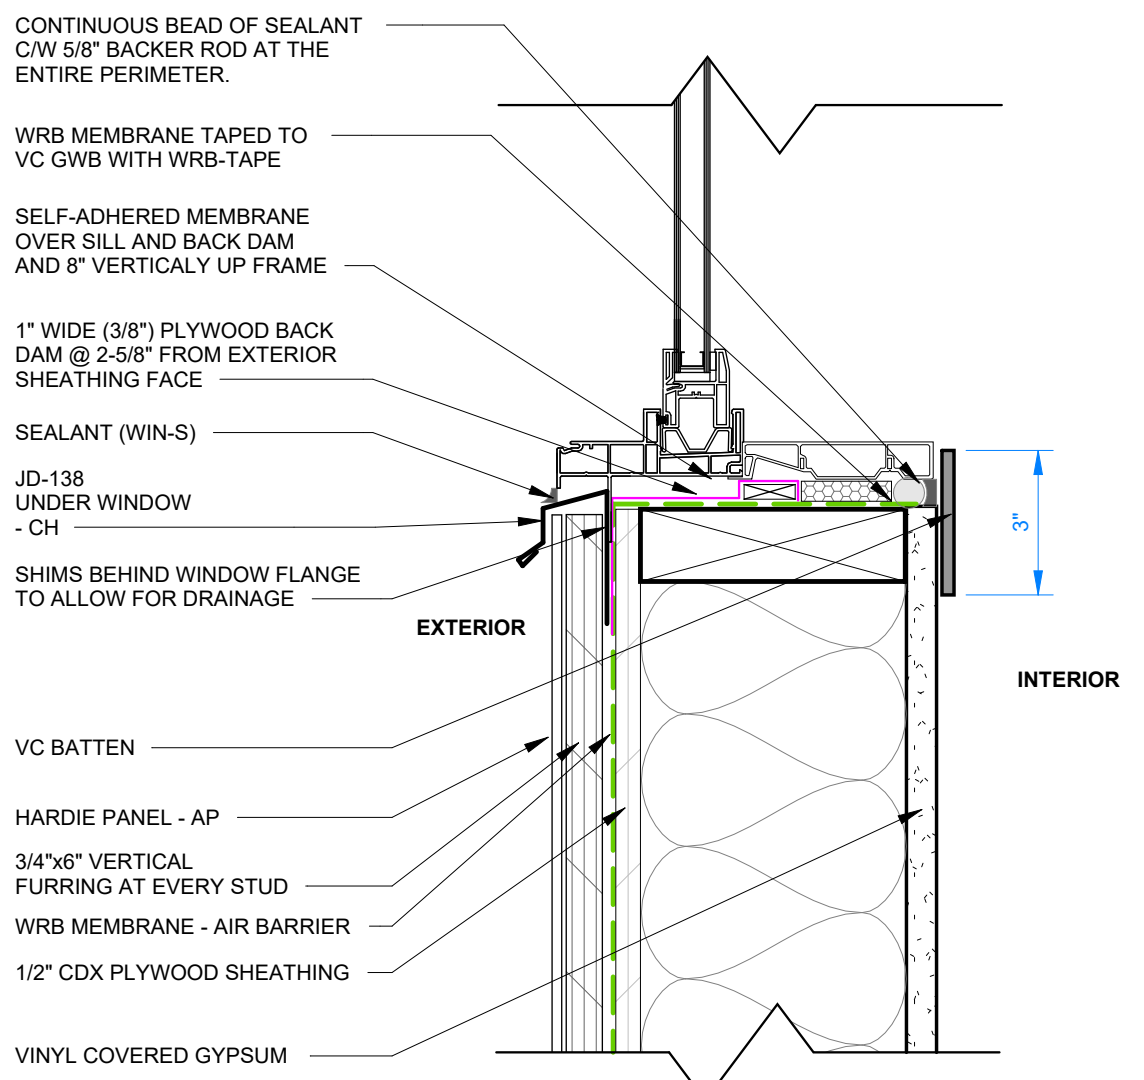 CONTINUOUS BEAD OF SEALANT
C/W 5/8" BACKER ROD AT THE
ENTIRE PERIMETER.
WRB MEMBRANE TAPED TO
VC GWB WITH WRB-TAPE
SELF-ADHERED MEMBRANE
OVER SILL AND BACK DAM
AND 8" VERTICALY UP FRAME
1" WIDE (3/8") PLYWOOD BACK
DAM @ 2-5/8" FROM EXTERIOR
SHEATHING FACE
SEALANT (WIN-S)
JD-138
UNDER WINDOW
- CH
SHIMS BEHIND WINDOW FLANGE
TO ALLOW FOR DRAINAGE
3"
EXTERIOR
INTERIOR
VC BATTEN
HARDIE PANEL - AP
3/4"x6" VERTICAL
FURRING AT EVERY STUD
WRB MEMBRANE - AIR BARRIER
1/2" CDX PLYWOOD SHEATHING
VINYL COVERED GYPSUM